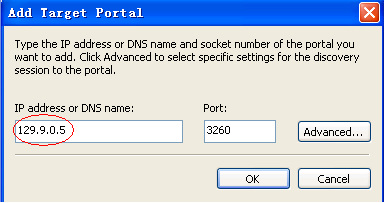 Add Target Portal
Type the IP address or DNS name and socket number of the portal you
want to add. Click Advanced to select specific settings for the discovery
session to the portal.
IP address or DNS name: Port:
129.9.0.5 3260 Advanced...
OK Cancel